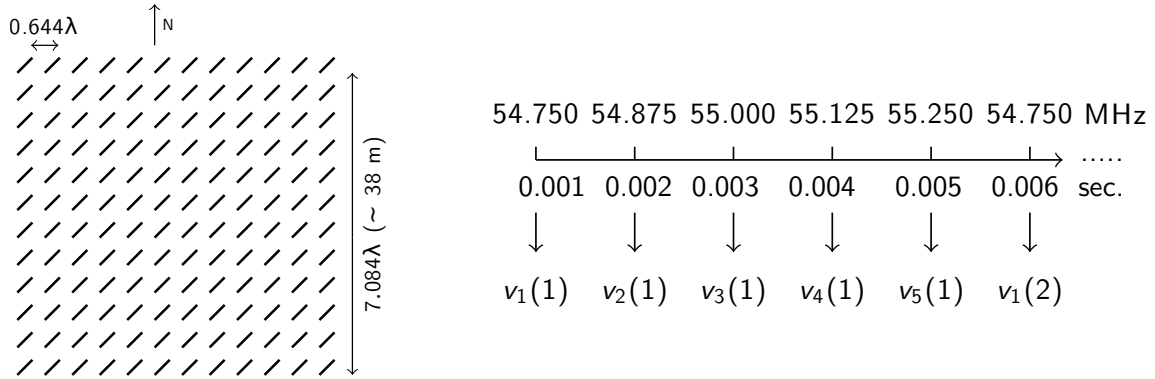 0.644λ
N
7.084λ (∼ 38 m)
54.750 54.875 55.000 55.125 55.250 54.750 MHz
.....
0.001 0.002 0.003 0.004 0.005 0.006 sec.
v₁(1) v₂(1) v₃(1) v₄(1) v₅(1) v₁(2)